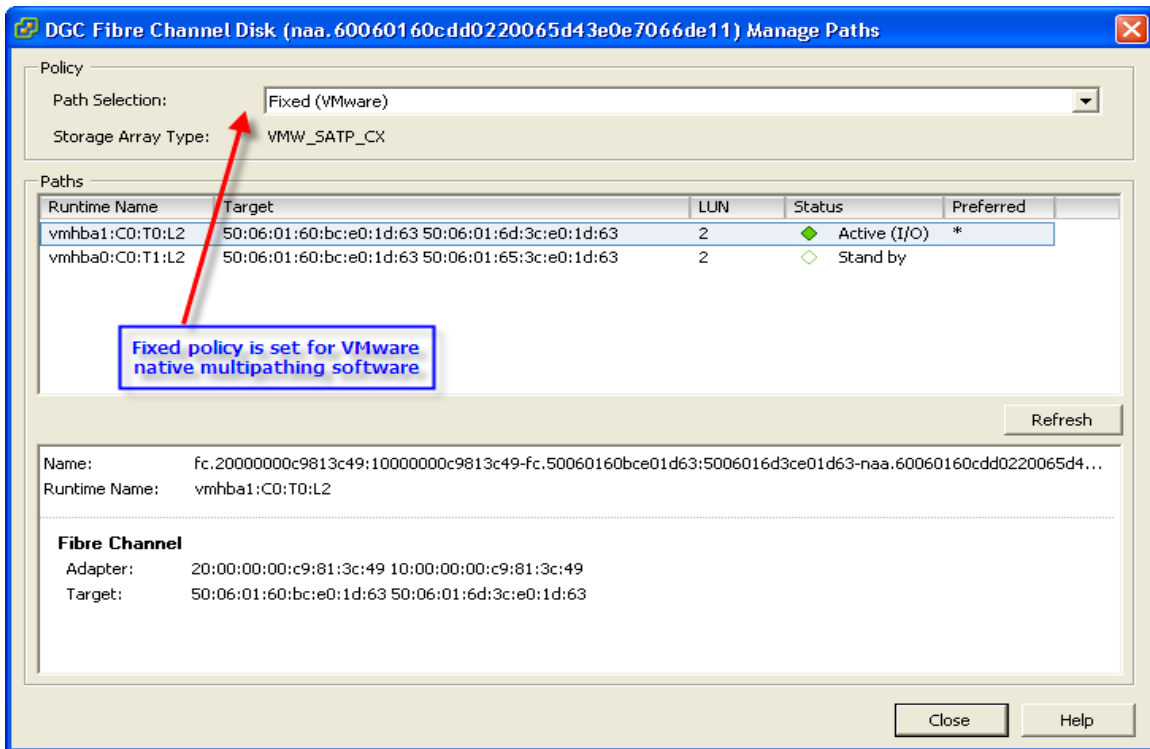 DGC Fibre Channel Disk (naa.60060160cdd0220065d43e0e7066de11) Manage Paths
Policy
Path Selection: Fixed (VMware)
Storage Array Type: VMW_SATP_CX
Paths
Runtime Name Target LUN Status Preferred
vmhba1:C0:T0:L2 50:06:01:60:bc:e0:1d:63 50:06:01:6d:3c:e0:1d:63 2 Active (I/O) *
vmhba0:C0:T1:L2 50:06:01:60:bc:e0:1d:63 50:06:01:65:3c:e0:1d:63 2 Stand by
Fixed policy is set for VMware
native multipathing software
Refresh
Name: fc.20000000c9813c49:10000000c9813c49-fc.50060160bce01d63:5006016d3ce01d63-naa.60060160cdd0220065d4...
Runtime Name: vmhba1:C0:T0:L2
Fibre Channel
Adapter: 20:00:00:00:c9:81:3c:49 10:00:00:00:c9:81:3c:49
Target: 50:06:01:60:bc:e0:1d:63 50:06:01:6d:3c:e0:1d:63
Close Help